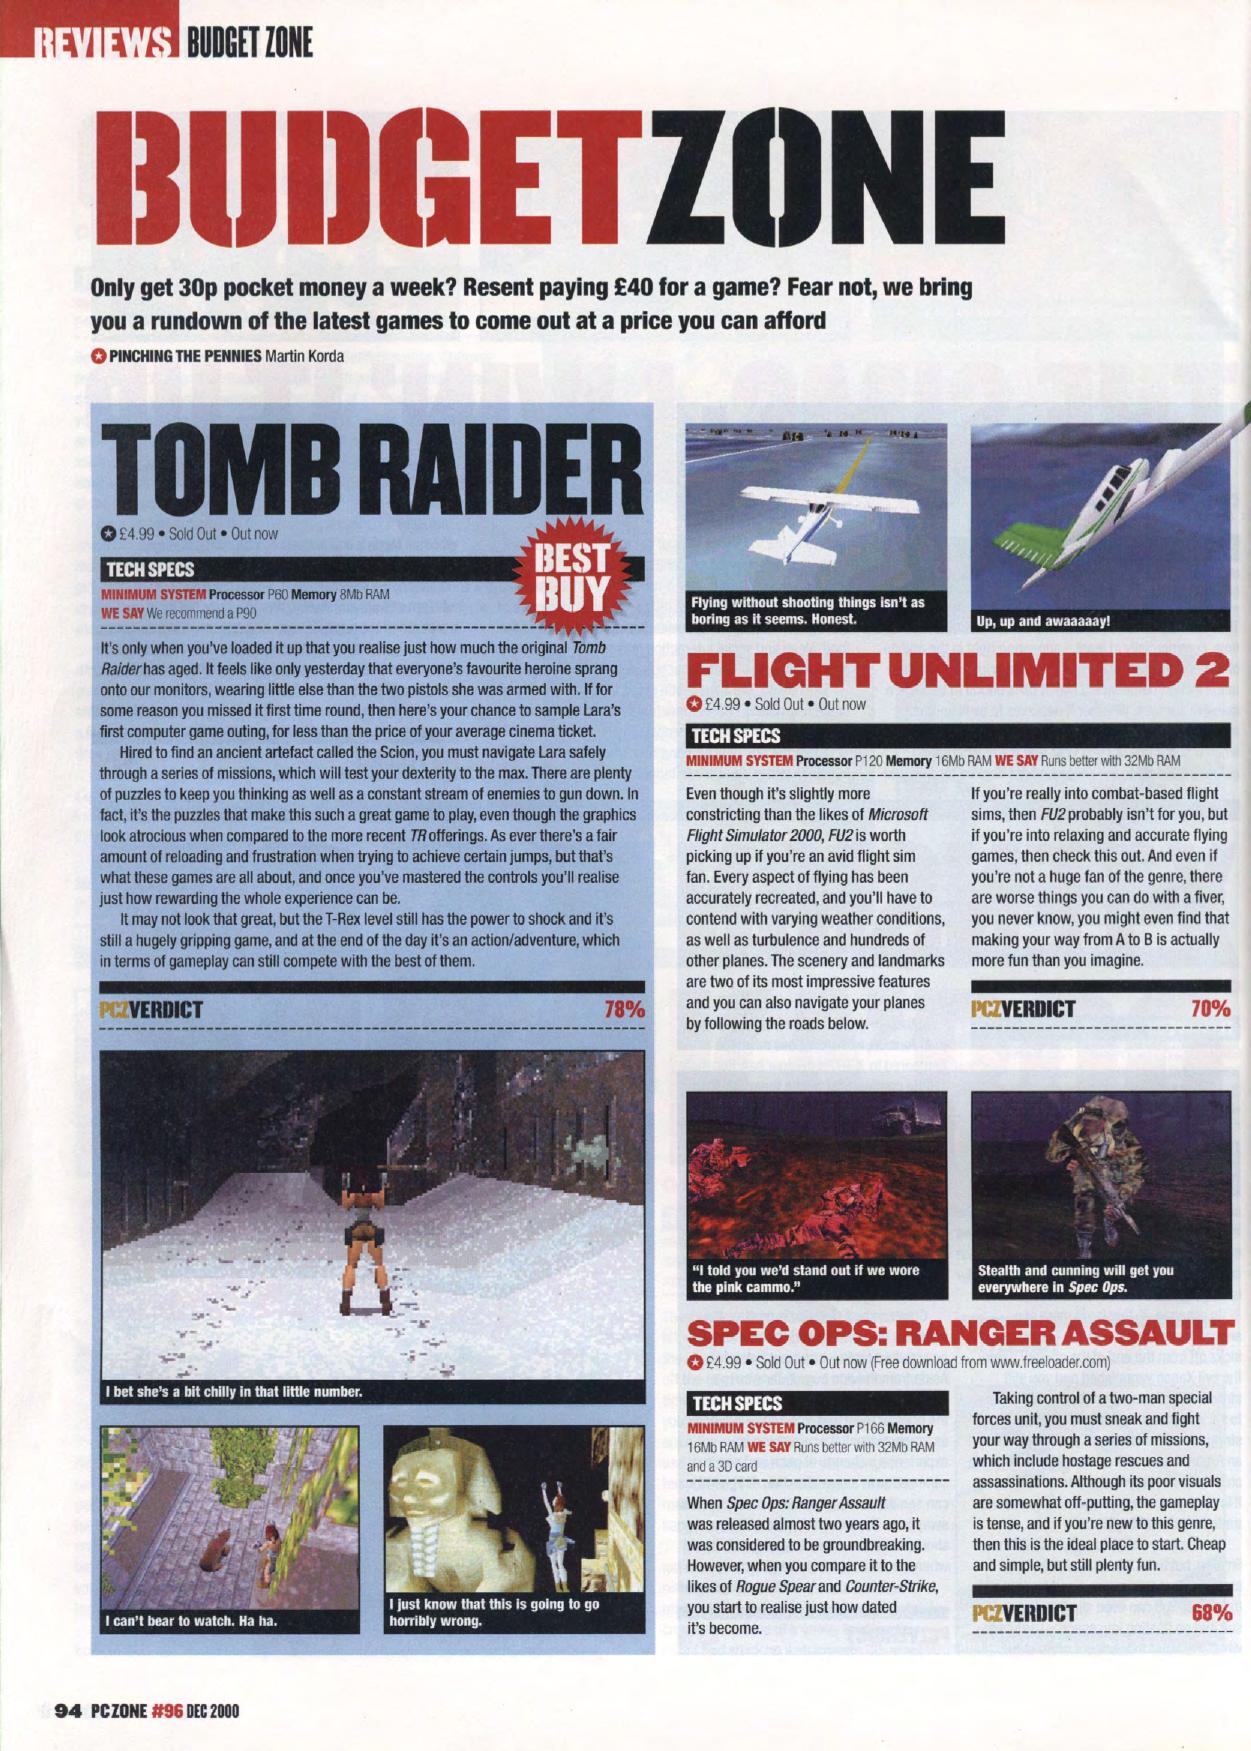 REVIEWS BUDGET ZONE
BUDGETZONE
Only get 30p pocket money a week? Resent paying £40 for a game? Fear not, we bring
you a rundown of the latest games to come out at a price you can afford
PINCHING THE PENNIES Martin Korda
TOMB RAIDER
£4.99 • Sold Out • Out now
BEST
BUY
TECH SPECS
MINIMUM SYSTEM Processor P60 Memory 8Mb RAM
WE SAY We recommend a P90
It's only when you've loaded it up that you realise just how much the original Tomb
Raider has aged. It feels like only yesterday that everyone's favourite heroine sprang
onto our monitors, wearing little else than the two pistols she was armed with. If for
some reason you missed it first time round, then here's your chance to sample Lara's
first computer game outing, for less than the price of your average cinema ticket.
Hired to find an ancient artefact called the Scion, you must navigate Lara safely
through a series of missions, which will test your dexterity to the max. There are plenty
of puzzles to keep you thinking as well as a constant stream of enemies to gun down. In
fact, it's the puzzles that make this such a great game to play, even though the graphics
look atrocious when compared to the more recent TR offerings. As ever there's a fair
amount of reloading and frustration when trying to achieve certain jumps, but that's
what these games are all about, and once you've mastered the controls you'll realise
just how rewarding the whole experience can be.
It may not look that great, but the T-Rex level still has the power to shock and it's
still a hugely gripping game, and at the end of the day it's an action/adventure, which
in terms of gameplay can still compete with the best of them.
PCZVERDICT 78%
I bet she's a bit chilly in that little number.
I can't bear to watch. Ha ha.
I just know that this is going to go
horribly wrong.
Flying without shooting things isn't as
boring as it seems. Honest.
Up, up and awaaaaay!
FLIGHT UNLIMITED 2
£4.99 • Sold Out • Out now
TECH SPECS
MINIMUM SYSTEM Processor P120 Memory 16Mb RAM WE SAY Runs better with 32Mb RAM
Even though it's slightly more
constricting than the likes of Microsoft
Flight Simulator 2000, FU2 is worth
picking up if you're an avid flight sim
fan. Every aspect of flying has been
accurately recreated, and you'll have to
contend with varying weather conditions,
as well as turbulence and hundreds of
other planes. The scenery and landmarks
are two of its most impressive features
and you can also navigate your planes
by following the roads below.
If you're really into combat-based flight
sims, then FU2 probably isn't for you, but
if you're into relaxing and accurate flying
games, then check this out. And even if
you're not a huge fan of the genre, there
are worse things you can do with a fiver,
you never know, you might even find that
making your way from A to B is actually
more fun than you imagine.
PCZVERDICT 70%
"I told you we'd stand out if we wore
the pink cammo."
Stealth and cunning will get you
everywhere in Spec Ops.
SPEC OPS: RANGER ASSAULT
£4.99 • Sold Out • Out now (Free download from www.freeloader.com)
TECH SPECS
MINIMUM SYSTEM Processor P166 Memory
16Mb RAM WE SAY Runs better with 32Mb RAM
and a 3D card
When Spec Ops: Ranger Assault
was released almost two years ago, it
was considered to be groundbreaking.
However, when you compare it to the
likes of Rogue Spear and Counter-Strike,
you start to realise just how dated
it's become.
Taking control of a two-man special
forces unit, you must sneak and fight
your way through a series of missions,
which include hostage rescues and
assassinations. Although its poor visuals
are somewhat off-putting, the gameplay
is tense, and if you're new to this genre,
then this is the ideal place to start. Cheap
and simple, but still plenty fun.
PCZVERDICT 68%
94 PCZONE #96 DEC 2000